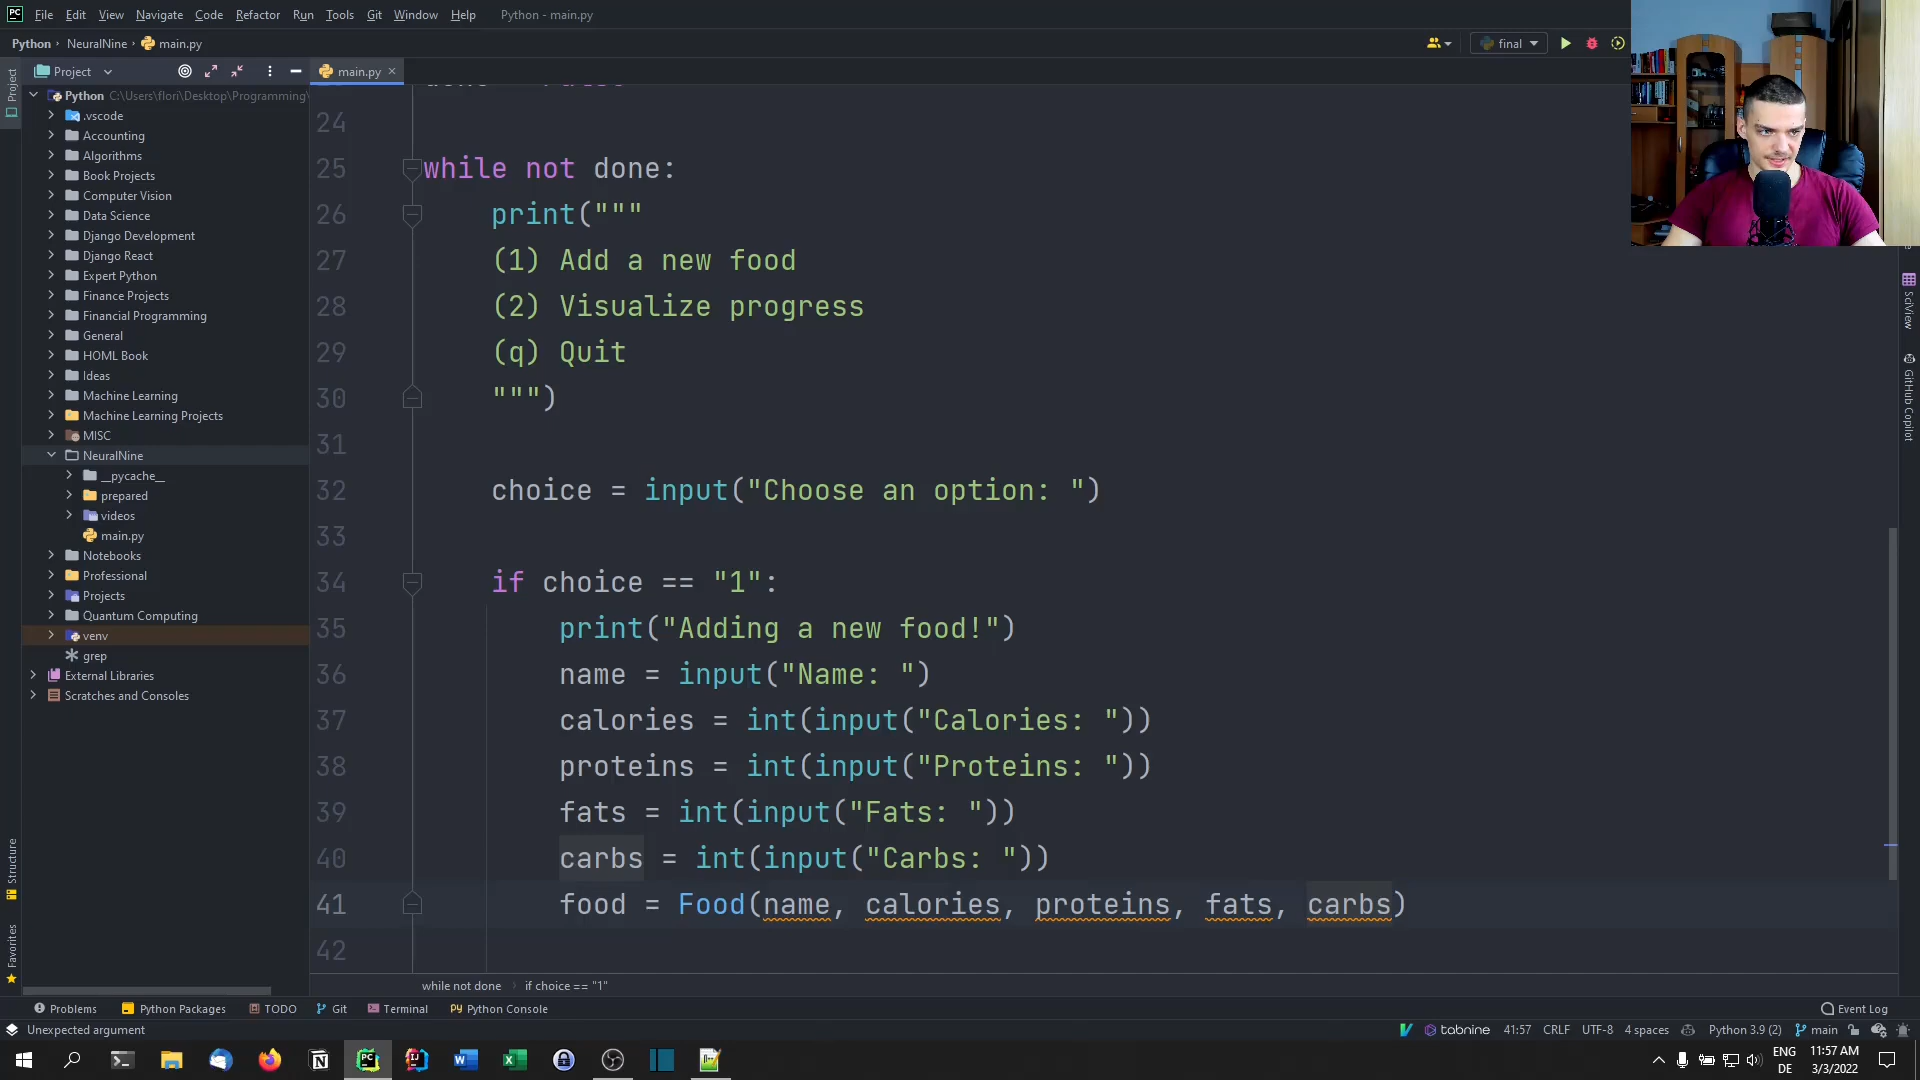 PC File Edit View Navigate Code Refactor Run Tools Git Window Help Python - main.py
Python NeuralNine main.py final
Project main.py
Python C:\Users\flori\Desktop\Programming\
.vscode
Accounting
Algorithms
Book Projects
Computer Vision
Data Science
Django Development
Django React
Expert Python
Finance Projects
Financial Programming
General
HOML Book
Ideas
Machine Learning
Machine Learning Projects
MISC
NeuralNine
__pycache__
prepared
videos
main.py
Notebooks
Professional
Projects
Quantum Computing
venv
grep
External Libraries
Scratches and Consoles
Project
Structure
Favorites
24
25 while not done:
26 print("""
27 (1) Add a new food
28 (2) Visualize progress
29 (q) Quit
30 """)
31
32 choice = input("Choose an option: ")
33
34 if choice == "1":
35 print("Adding a new food!")
36 name = input("Name: ")
37 calories = int(input("Calories: "))
38 proteins = int(input("Proteins: "))
39 fats = int(input("Fats: "))
40 carbs = int(input("Carbs: "))
41 food = Food(name, calories, proteins, fats, carbs)
42
SciView
GitHub Copilot
while not done if choice == "1"
Problems Python Packages TODO Git Terminal Python Console Event Log
Unexpected argument tabnine 41:57 CRLF UTF-8 4 spaces Python 3.9 (2) main
ENG 11:57 AM
DE 3/3/2022